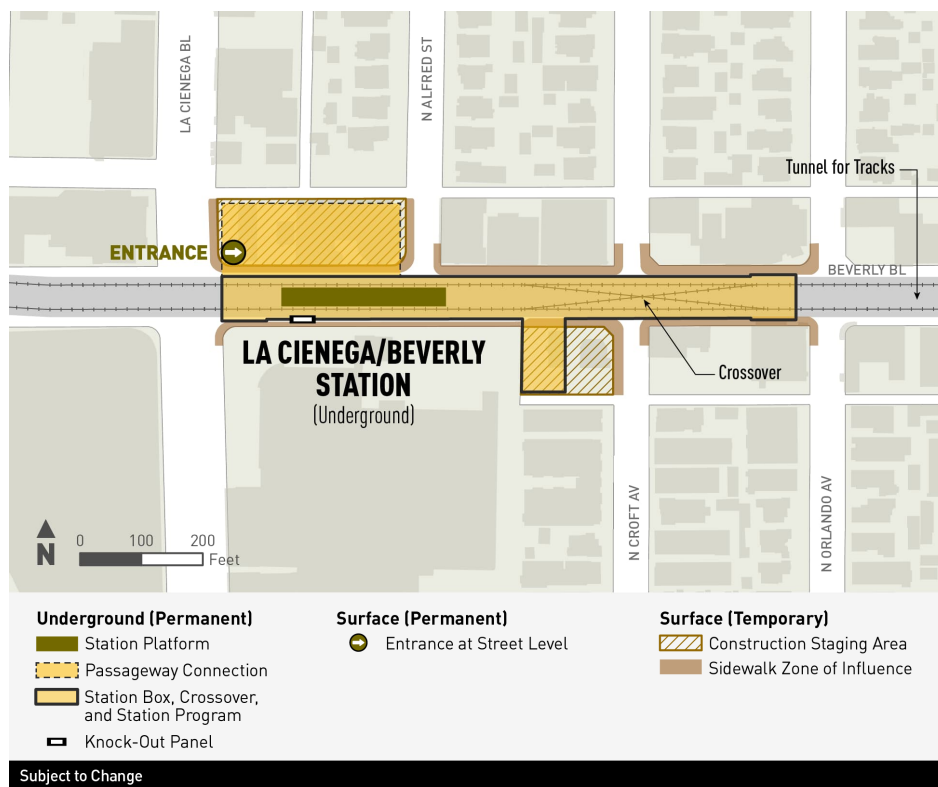 LA CIENEGA BL
N ALFRED ST
Tunnel for Tracks
ENTRANCE
BEVERLY BL
LA CIENEGA/BEVERLY
STATION
(Underground)
Crossover
N CROFT AV
N ORLANDO AV
N
0 100 200
Feet
Underground (Permanent)
Station Platform
Passageway Connection
Station Box, Crossover,
and Station Program
Knock-Out Panel
Surface (Permanent)
Entrance at Street Level
Surface (Temporary)
Construction Staging Area
Sidewalk Zone of Influence
Subject to Change